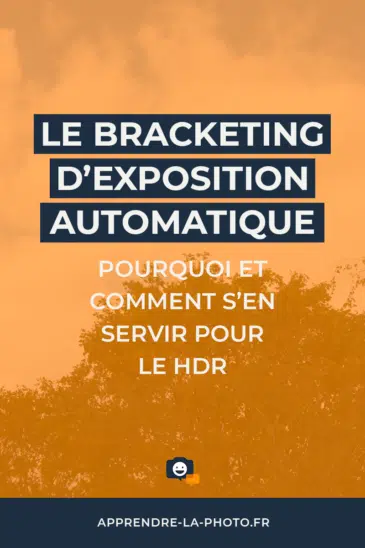 LE BRACKETING
D’EXPOSITION
AUTOMATIQUE
POURQUOI ET
COMMENT S’EN
SERVIR POUR
LE HDR
APPRENDRE-LA-PHOTO.FR